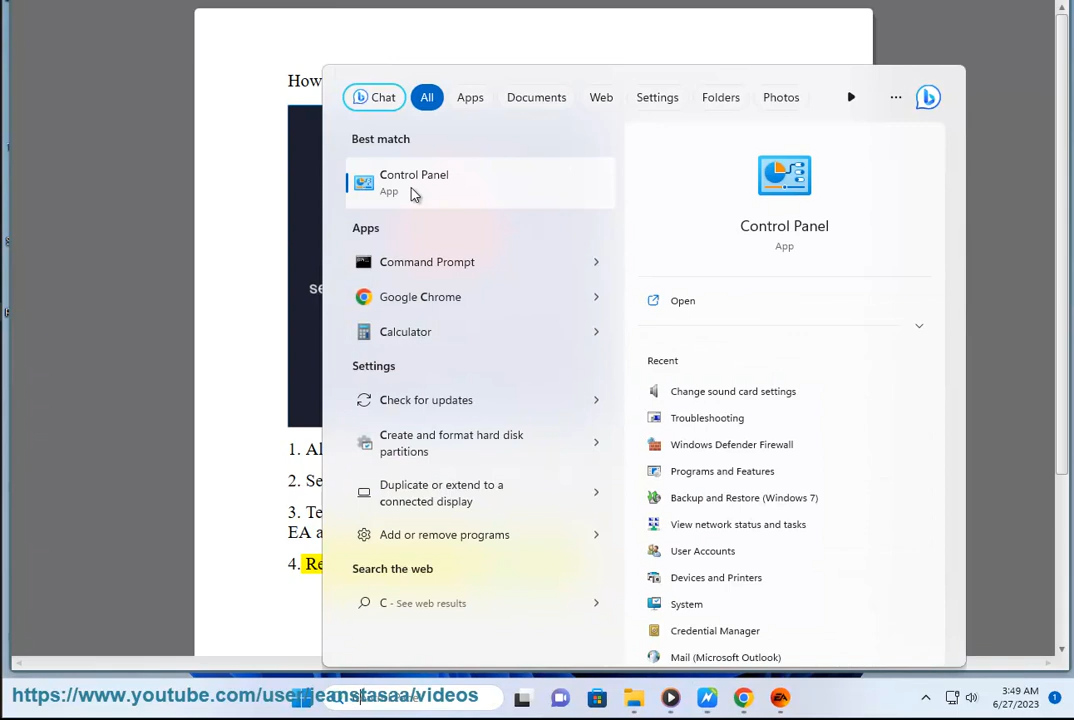 How
Chat All Apps Documents Web Settings Folders Photos ...
Best match
Control Panel
App
Apps
Command Prompt
Google Chrome
Calculator
Settings
Check for updates
Create and format hard disk
partitions
Duplicate or extend to a
connected display
Add or remove programs
Search the web
C - See web results
Control Panel
App
Open
Recent
Change sound card settings
Troubleshooting
Windows Defender Firewall
Programs and Features
Backup and Restore (Windows 7)
View network status and tasks
User Accounts
Devices and Printers
System
Credential Manager
Mail (Microsoft Outlook)
se
1. Al
2. Se
3. Te
EA a
4. Re
https://www.youtube.com/user/jeanstasas/videos
EA
3:49 AM
6/27/2023
1